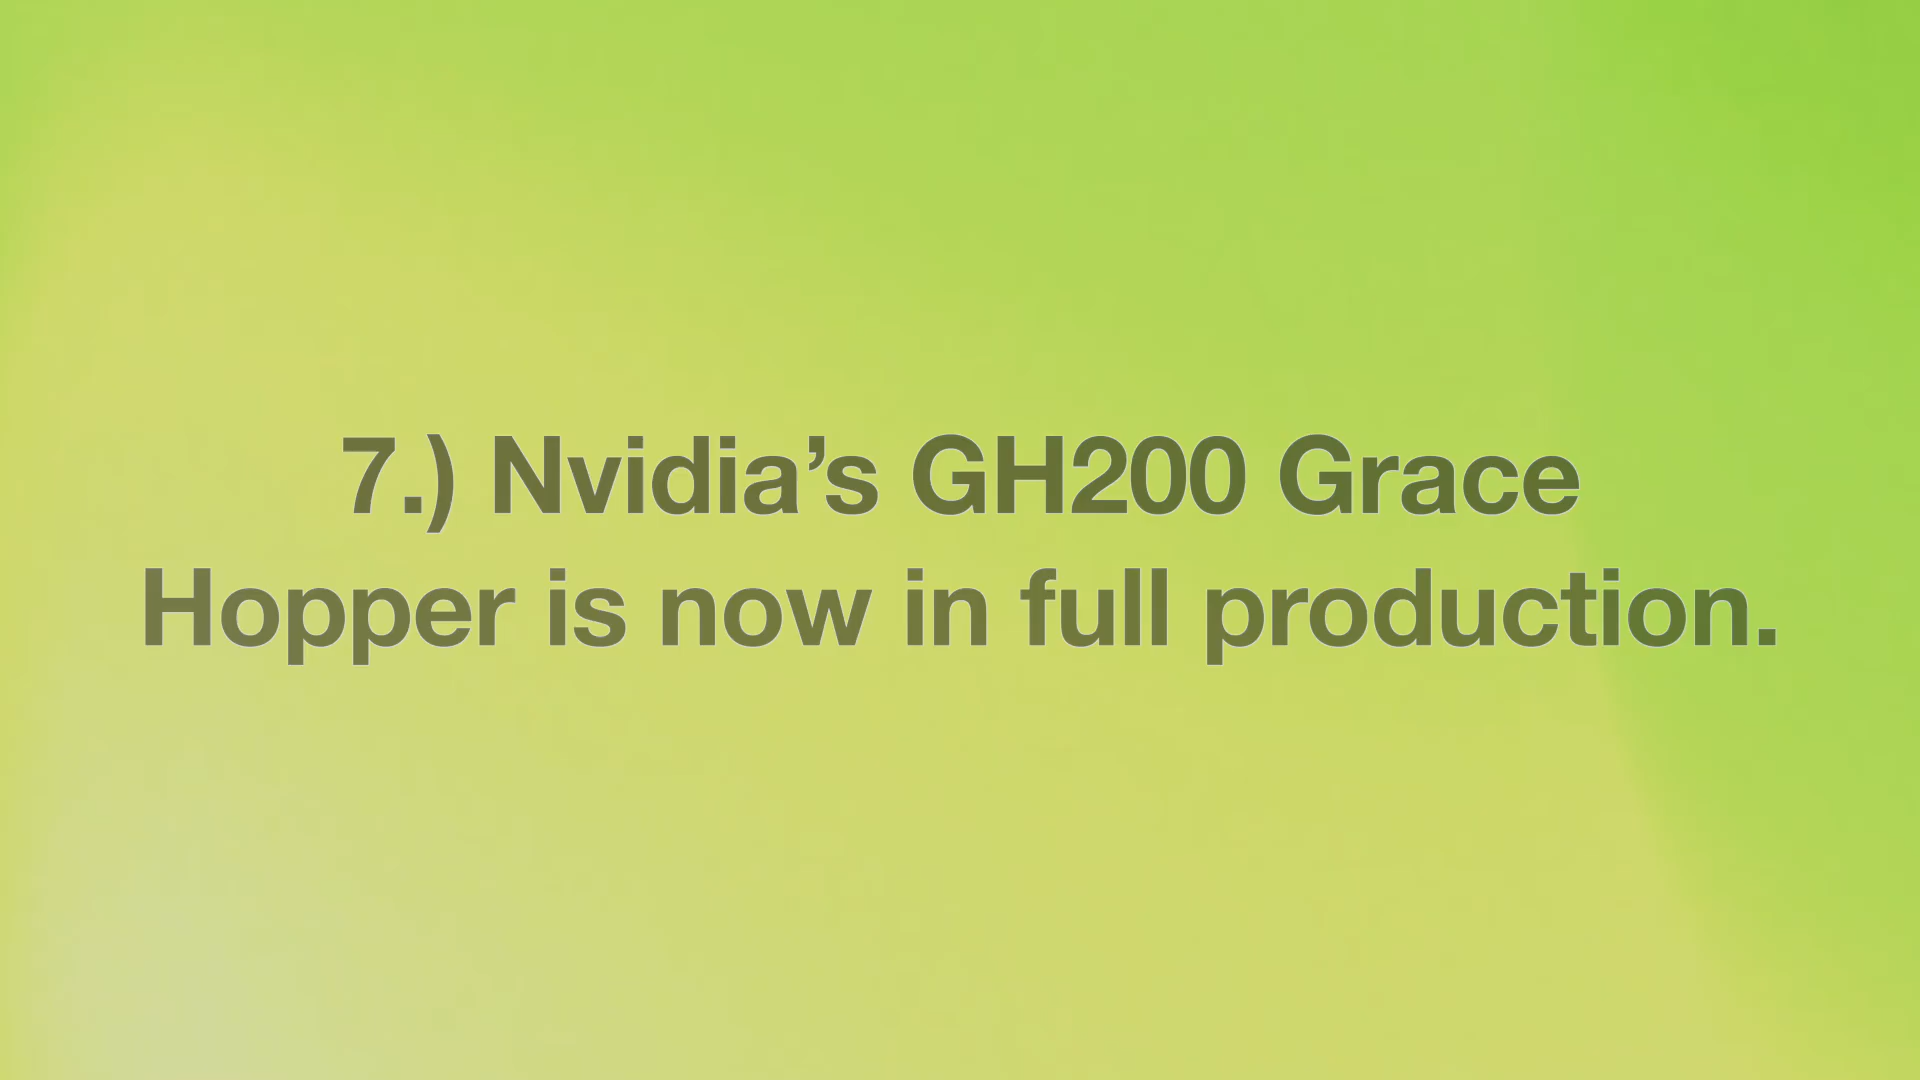 7.) Nvidia’s GH200 Grace
Hopper is now in full production.